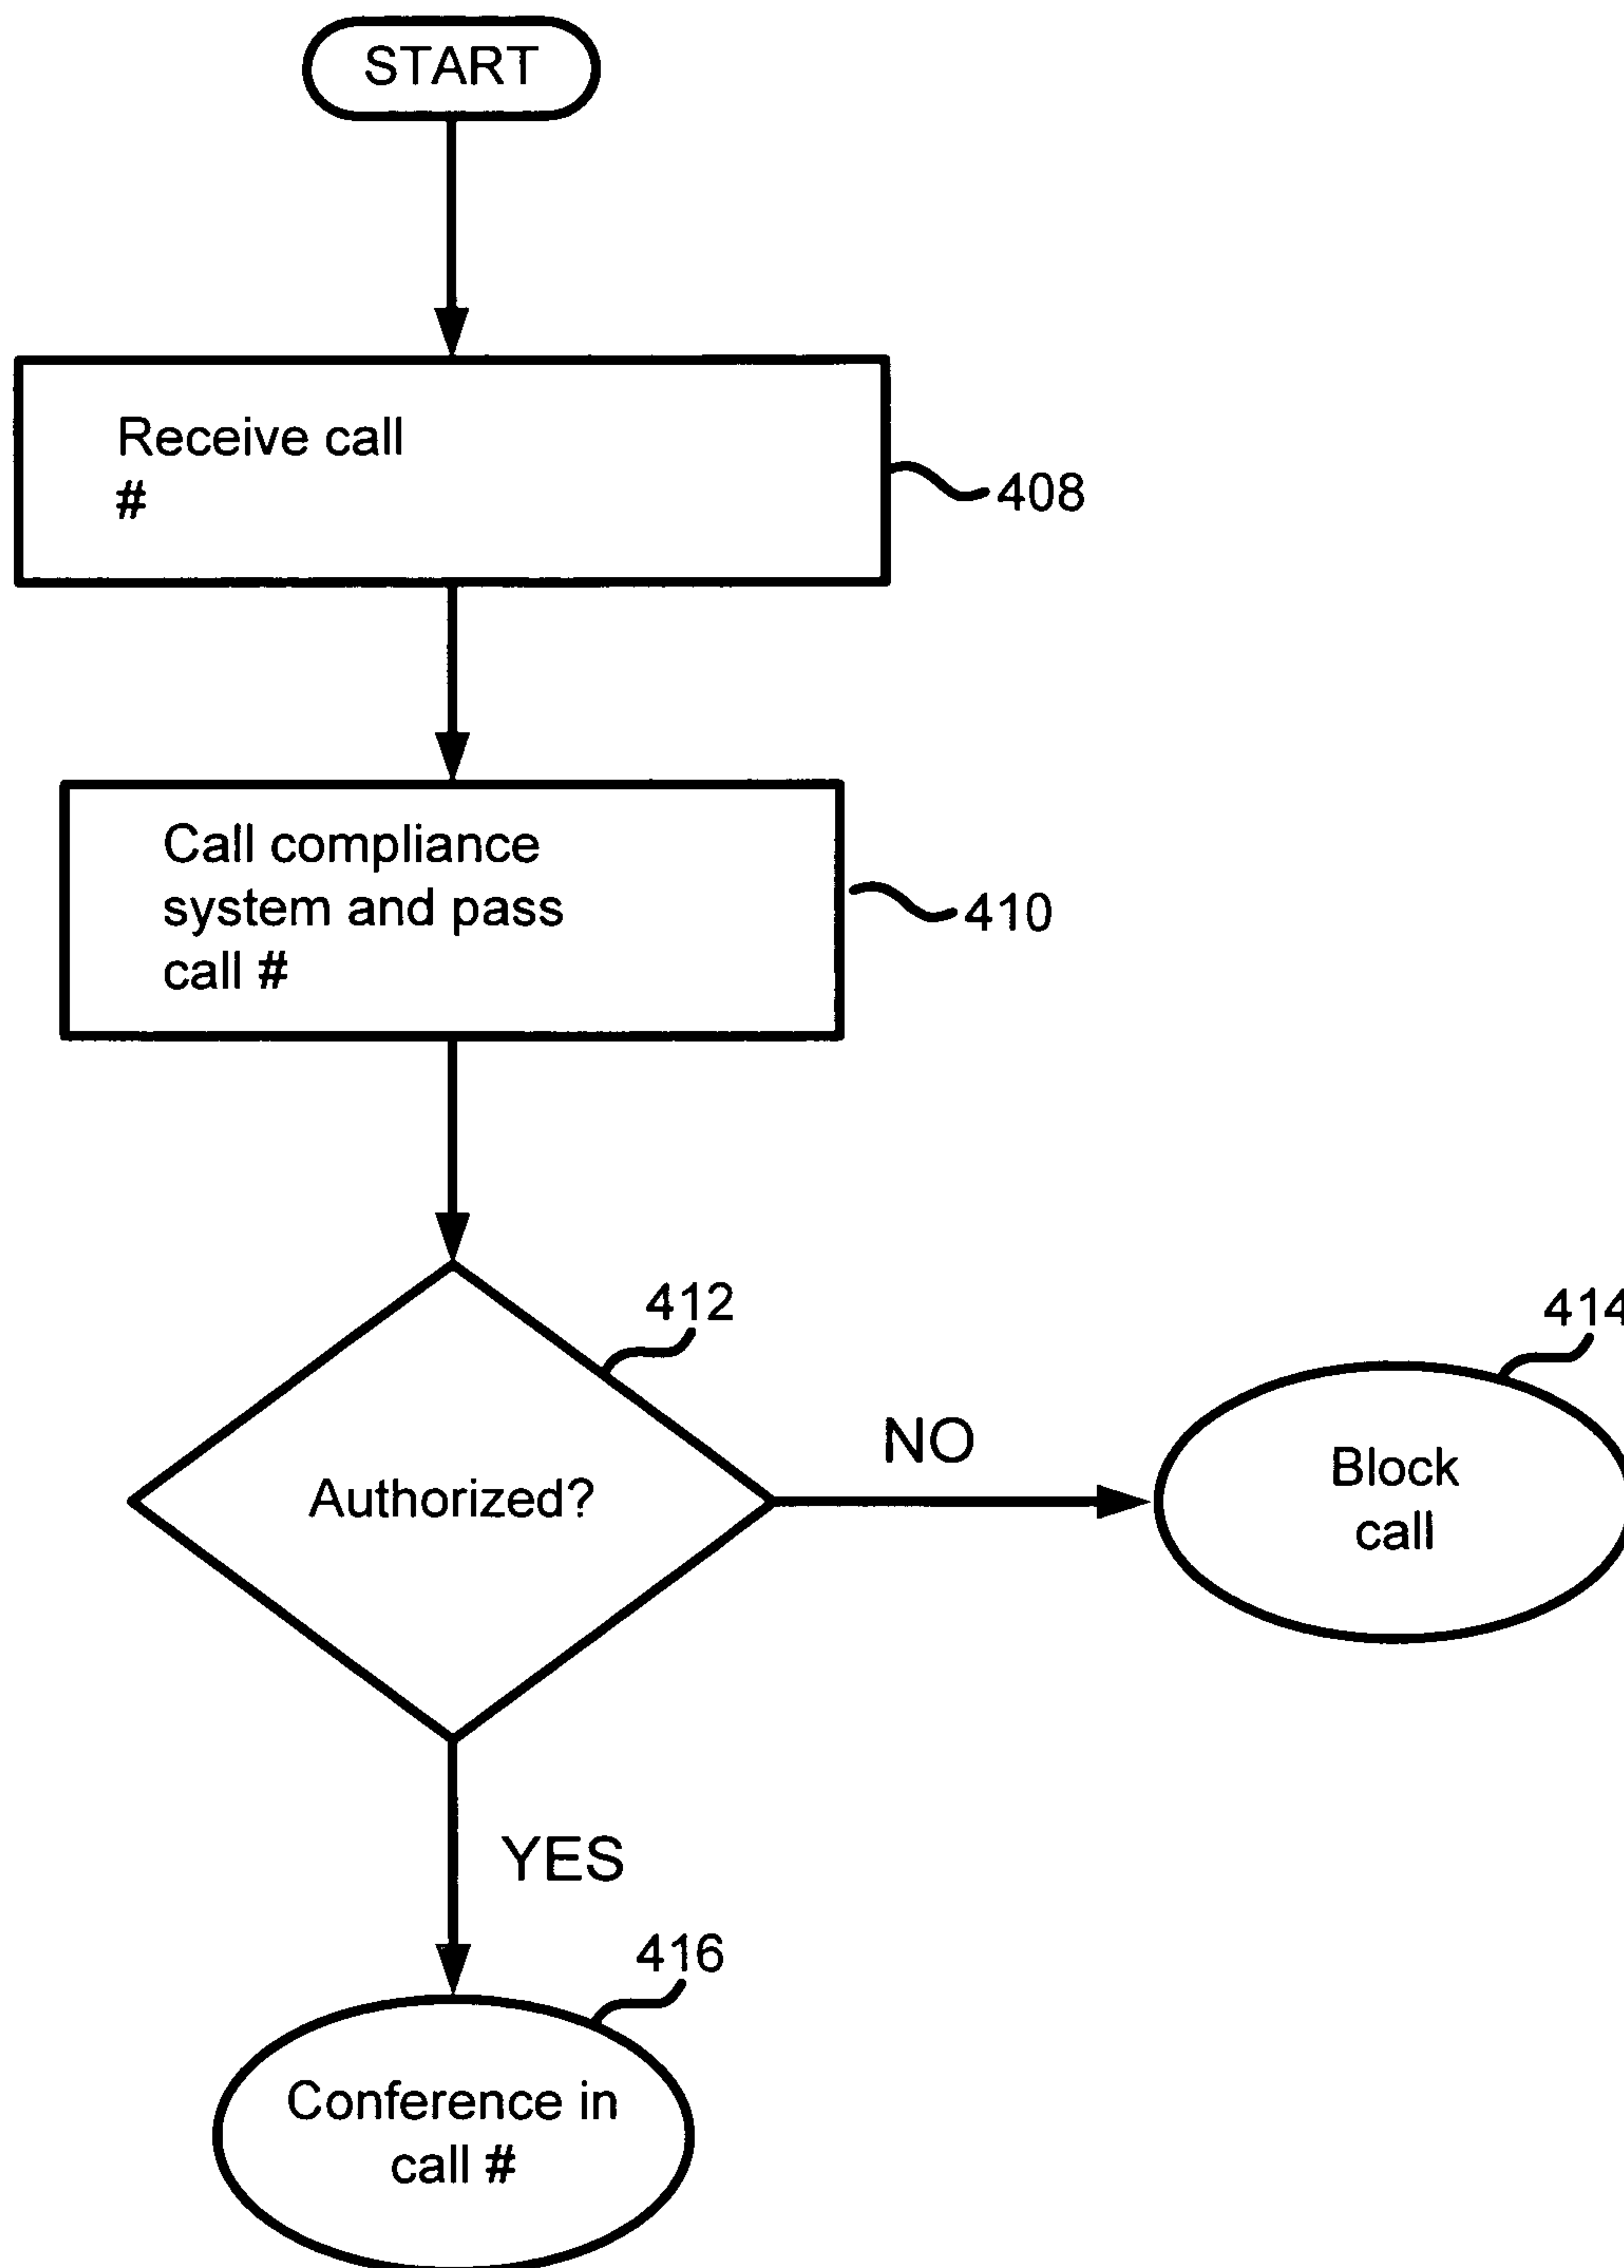 START
Receive call
#
408
Call compliance
system and pass
call #
410
412
414
Authorized?
NO
Block
call
YES
416
Conference in
call #